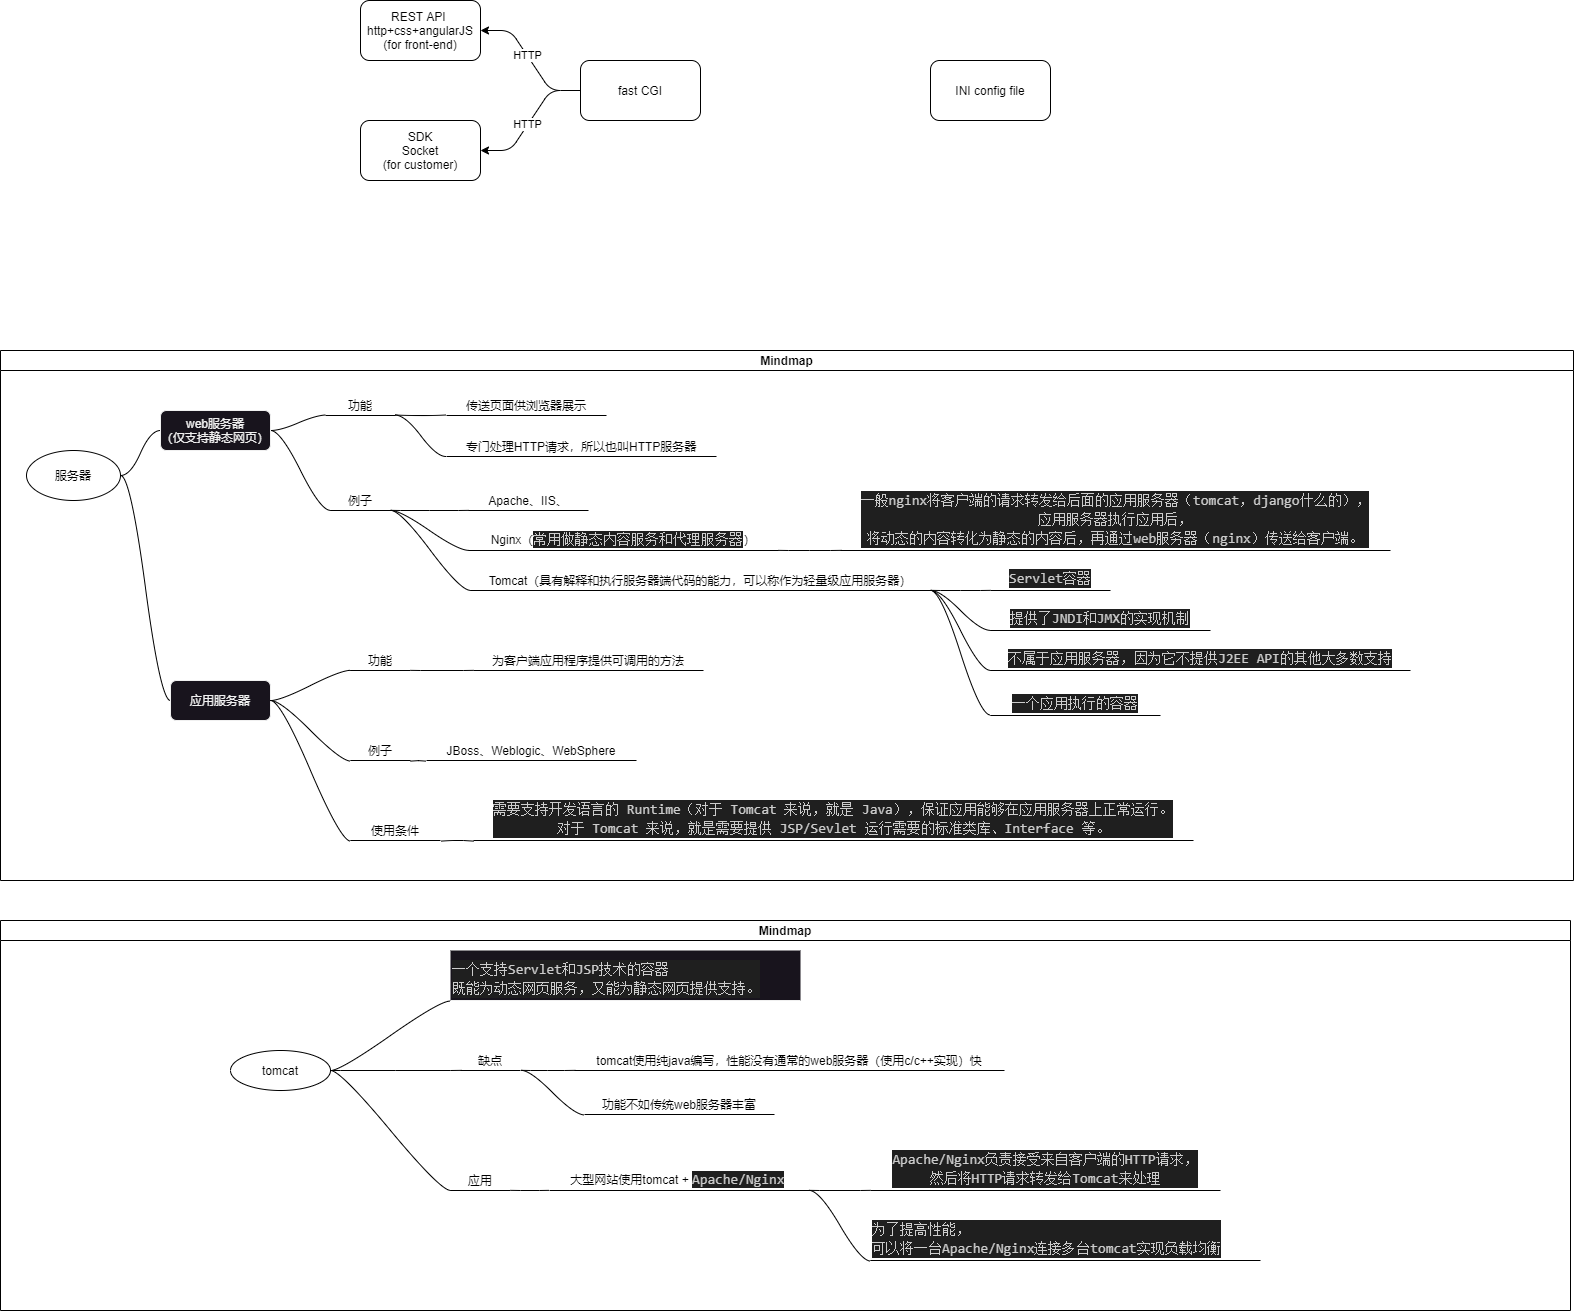 REST API
http+css+angularJS
(for front-end)
HTTP
fast CGI
INI config file
HTTP
SDK
Socket
(for customer)
Mindmap
服务器
web服务器
（仅支持静态网页）
功能
传送页面供浏览器展示
专门处理HTTP请求，所以也叫HTTP服务器
例子
Apache、IIS、
Nginx（常用做静态内容服务和代理服务器）
一般nginx将客户端的请求转发给后面的应用服务器（tomcat，django什么的），
应用服务器执行应用后，
将动态的内容转化为静态的内容后，再通过web服务器（nginx）传送给客户端。
Tomcat（具有解释和执行服务器端代码的能力，可以称作为轻量级应用服务器）
Servlet容器
提供了JNDI和JMX的实现机制
不属于应用服务器，因为它不提供J2EE API的其他大多数支持
一个应用执行的容器
应用服务器
功能
为客户端应用程序提供可调用的方法
例子
JBoss、Weblogic、WebSphere
使用条件
需要支持开发语言的 Runtime（对于 Tomcat 来说，就是 Java），保证应用能够在应用服务器上正常运行。
对于 Tomcat 来说，就是需要提供 JSP/Sevlet 运行需要的标准类库、Interface 等。
Mindmap
tomcat
一个支持Servlet和JSP技术的容器
既能为动态网页服务，又能为静态网页提供支持。
缺点
tomcat使用纯java编写，性能没有通常的web服务器（使用c/c++实现）快
功能不如传统web服务器丰富
应用
大型网站使用tomcat + Apache/Nginx
Apache/Nginx负责接受来自客户端的HTTP请求，
然后将HTTP请求转发给Tomcat来处理
为了提高性能，
可以将一台Apache/Nginx连接多台tomcat实现负载均衡